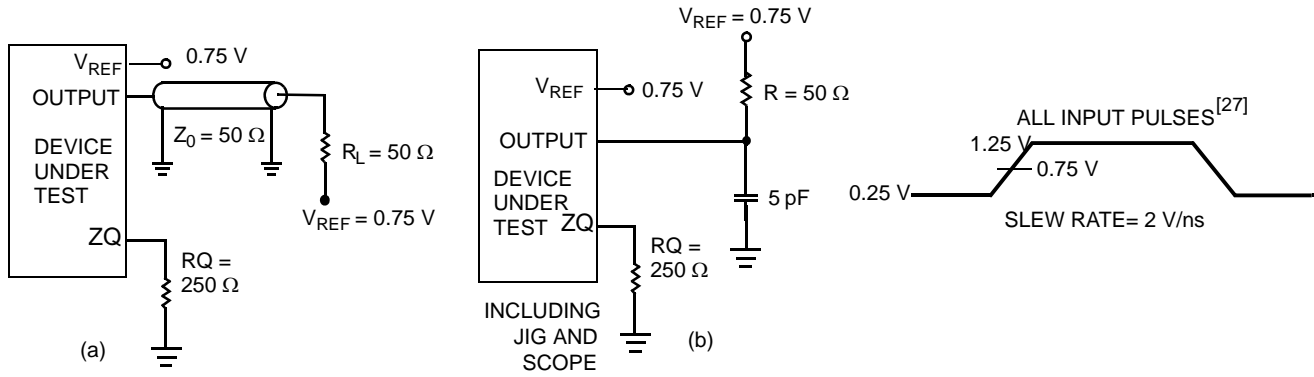 V_REF
0.75 V
OUTPUT
Z_0 = 50 Ω
DEVICE
UNDER
TEST
R_L = 50 Ω
V_REF = 0.75 V
ZQ
RQ =
250 Ω
(a)
V_REF = 0.75 V
V_REF
0.75 V
R = 50 Ω
OUTPUT
DEVICE
UNDER
TEST
5 pF
ZQ
RQ =
250 Ω
INCLUDING
JIG AND
SCOPE
(b)
ALL INPUT PULSES[27]
1.25 V
0.75 V
0.25 V
SLEW RATE= 2 V/ns